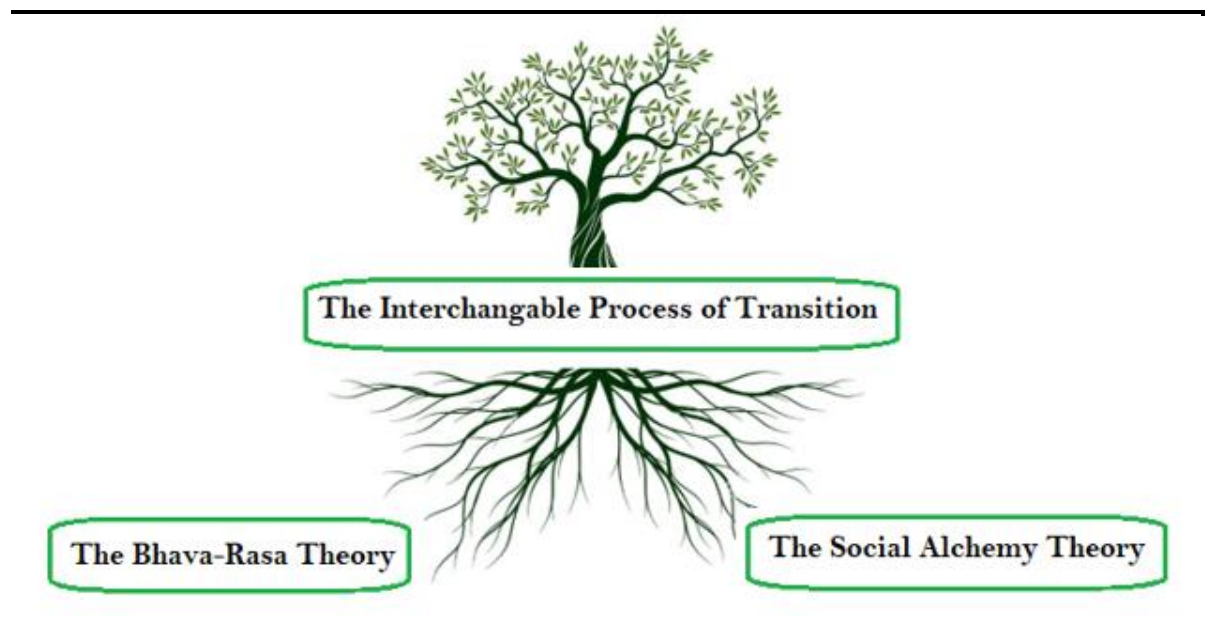 The Interchangable Process of Transition
The Bhava-Rasa Theory
The Social Alchemy Theory